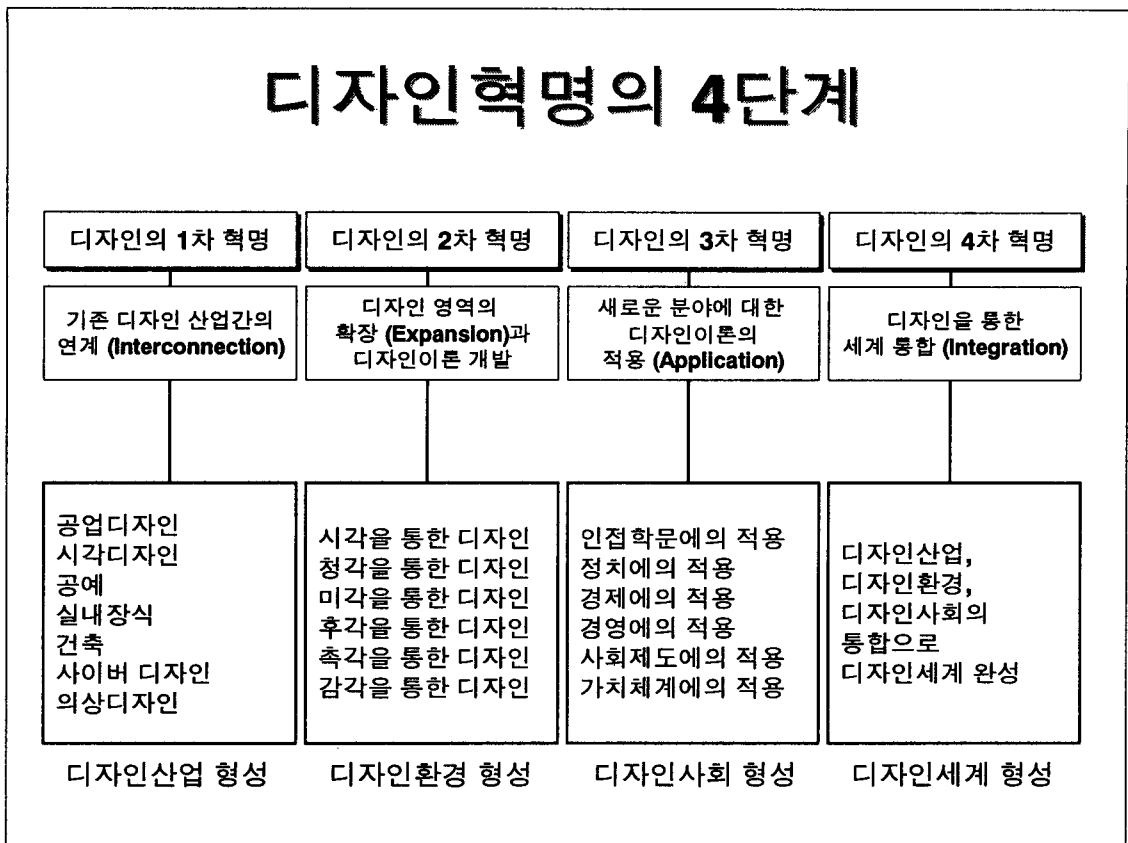 디자인혁명의 4단계
디자인의 1차 혁명
기존 디자인 산업간의
연계 (Interconnection)
공업디자인
시각디자인
공예
실내장식
건축
사이버 디자인
의상디자인
디자인산업 형성
디자인의 2차 혁명
디자인 영역의
확장 (Expansion)과
디자인이론 개발
시각을 통한 디자인
청각을 통한 디자인
미각을 통한 디자인
후각을 통한 디자인
촉각을 통한 디자인
감각을 통한 디자인
디자인환경 형성
디자인의 3차 혁명
새로운 분야에 대한
디자인이론의
적용 (Application)
인접학문에의 적용
정치에의 적용
경제에의 적용
경영에의 적용
사회제도에의 적용
가치체계에의 적용
디자인사회 형성
디자인의 4차 혁명
디자인을 통한
세계 통합 (Integration)
디자인산업,
디자인환경,
디자인사회의
통합으로
디자인세계 완성
디자인세계 형성